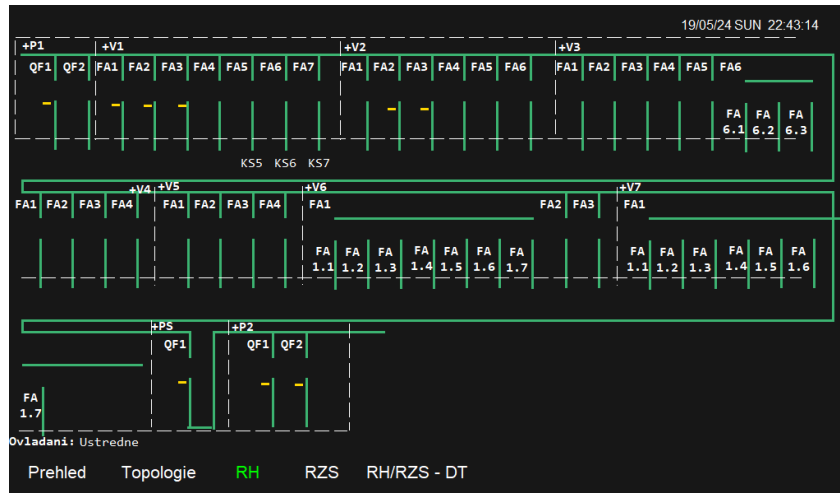 19/05/24 SUN 22:43:14
+P1 +V1 +V2 +V3
QF1 QF2 FA1 FA2 FA3 FA4 FA5 FA6 FA7 FA1 FA2 FA3 FA4 FA5 FA6 FA1 FA2 FA3 FA4 FA5 FA6
FA FA FA
6.1 6.2 6.3
KS5 KS6 KS7
+V4 +V5 +V6 +V7
FA1 FA2 FA3 FA4 FA1 FA2 FA3 FA4 FA1 FA2 FA3 FA1
FA FA FA FA FA FA FA FA FA FA FA FA FA
1.1 1.2 1.3 1.4 1.5 1.6 1.7 1.1 1.2 1.3 1.4 1.5 1.6
+PS +P2
QF1 QF1 QF2
FA
1.7
Ovladani: Ustredne
Prehled Topologie RH RZS RH/RZS - DT